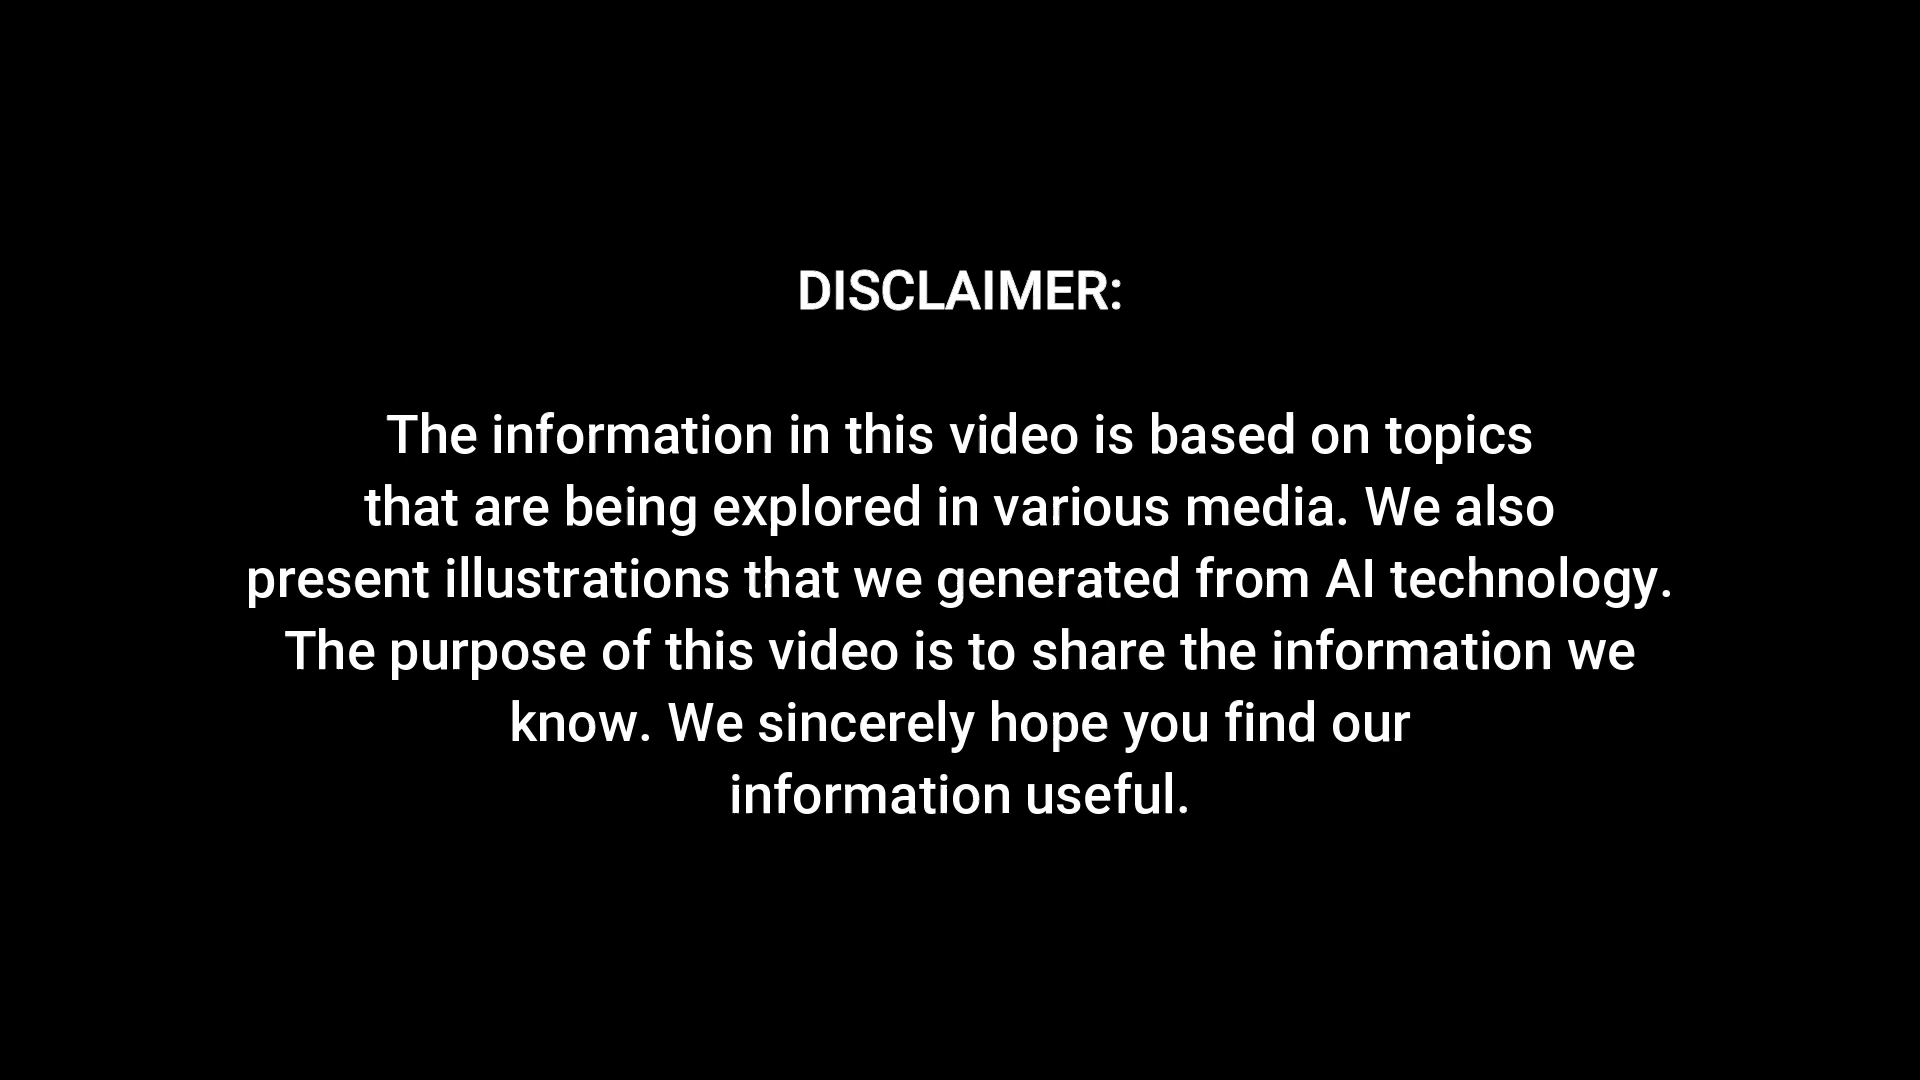 DISCLAIMER:
The information in this video is based on topics
that are being explored in various media. We also
present illustrations that we generated from AI technology.
The purpose of this video is to share the information we
know. We sincerely hope you find our
information useful.